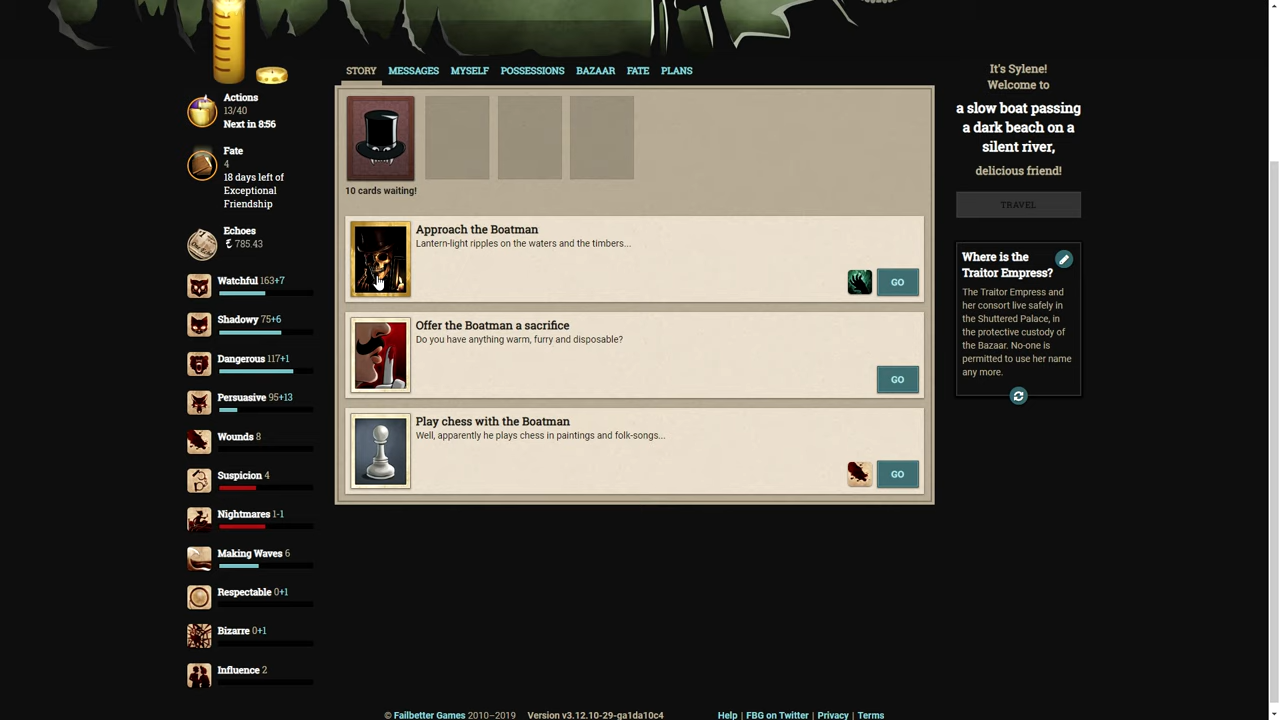 STORY MESSAGES MYSELF POSSESSIONS BAZAAR FATE PLANS
Actions
13/40
Next in 8:56
Fate
4
18 days left of
Exceptional
Friendship
Echoes
785.43
Watchful 163+7
Shadowy 75+6
Dangerous 117+1
Persuasive 95+13
Wounds 8
Suspicion 4
Nightmares 1-1
Making Waves 6
Respectable 0+1
Bizarre 0+1
Influence 2
10 cards waiting!
Approach the Boatman
Lantern-light ripples on the waters and the timbers...
GO
Offer the Boatman a sacrifice
Do you have anything warm, furry and disposable?
GO
Play chess with the Boatman
Well, apparently he plays chess in paintings and folk-songs...
GO
It's Sylene!
Welcome to
a slow boat passing
a dark beach on a
silent river,
delicious friend!
TRAVEL
Where is the
Traitor Empress?
The Traitor Empress and
her consort live safely in
the Shuttered Palace, in
the protective custody of
the Bazaar. No-one is
permitted to use her name
any more.
© Failbetter Games 2010–2019 Version v3.12.10-29-ga1da10c4 Help | FBG on Twitter | Privacy | Terms